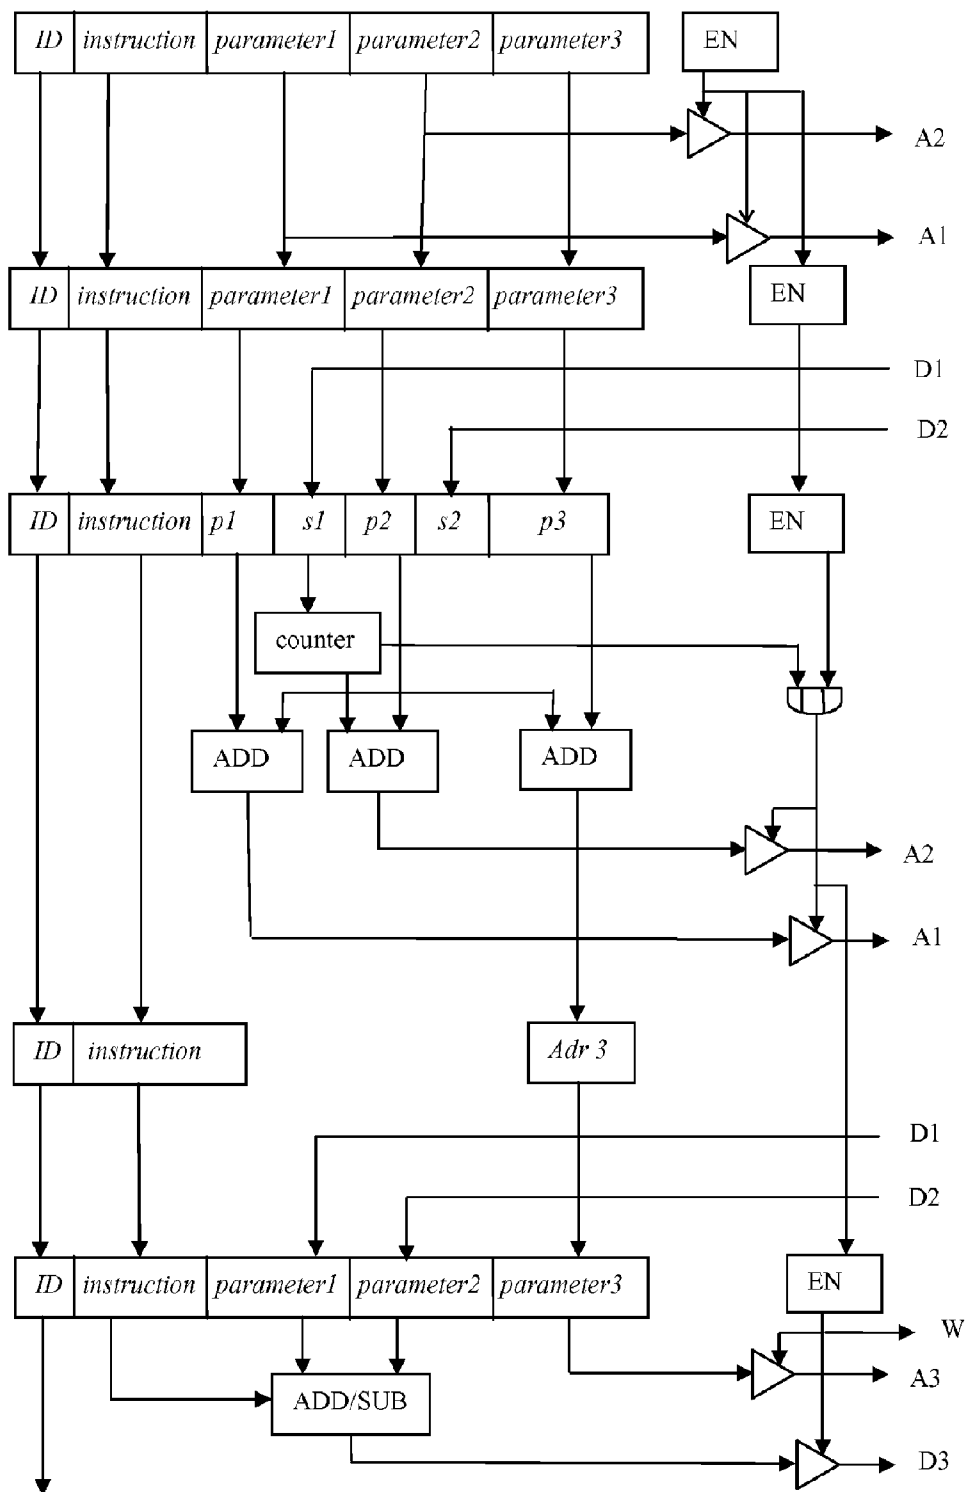 ID instruction parameter1 parameter2 parameter3 EN
A2
A1
ID instruction parameter1 parameter2 parameter3 EN
D1
D2
ID instruction p1 s1 p2 s2 p3 EN
counter
ADD ADD ADD
A2
A1
ID instruction Adr 3
D1
D2
ID instruction parameter1 parameter2 parameter3 EN
W
A3
ADD/SUB
D3